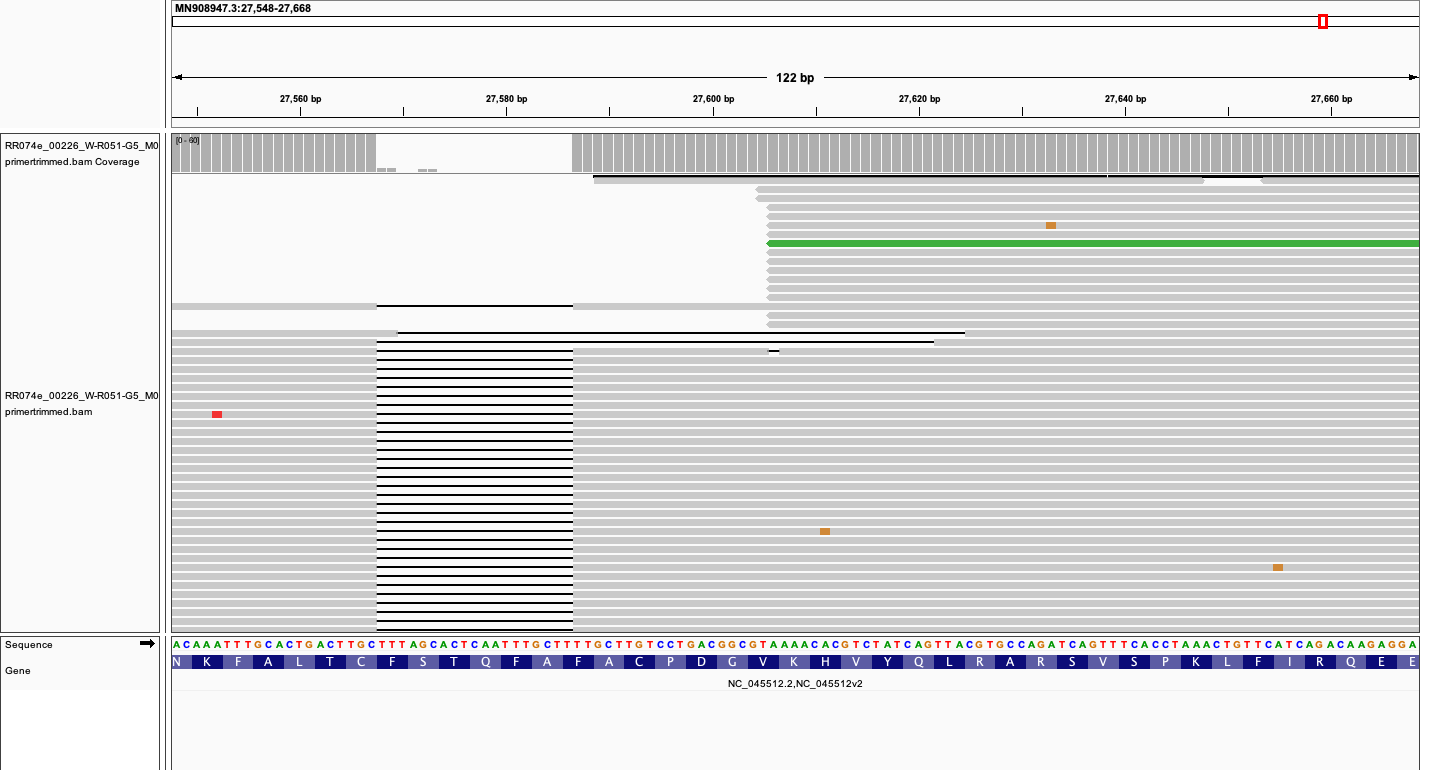 MN908947.3:27,548-27,668
122 bp
27,560 bp 27,580 bp 27,600 bp 27,620 bp 27,640 bp 27,660 bp
RR074e_00226_W-R051-G5_M0
primertrimmed.bam Coverage
[0 - 60]
RR074e_00226_W-R051-G5_M0
primertrimmed.bam
Sequence
ACAAATTTGCACTGACTTGCTTTAGCACTCAATTTGCTTTTGCTTGTCCTGACGGCGTAAAACACGTCTATCAGTTACGTGCCAGATCAGTTTCACCTAAACTGTTCATCAGACAAGAGGA
Gene
N K F A L T C F S T Q F A F A C P D G V K H V Y Q L R A R S V S P K L F I R Q E E
NC_045512.2,NC_045512v2